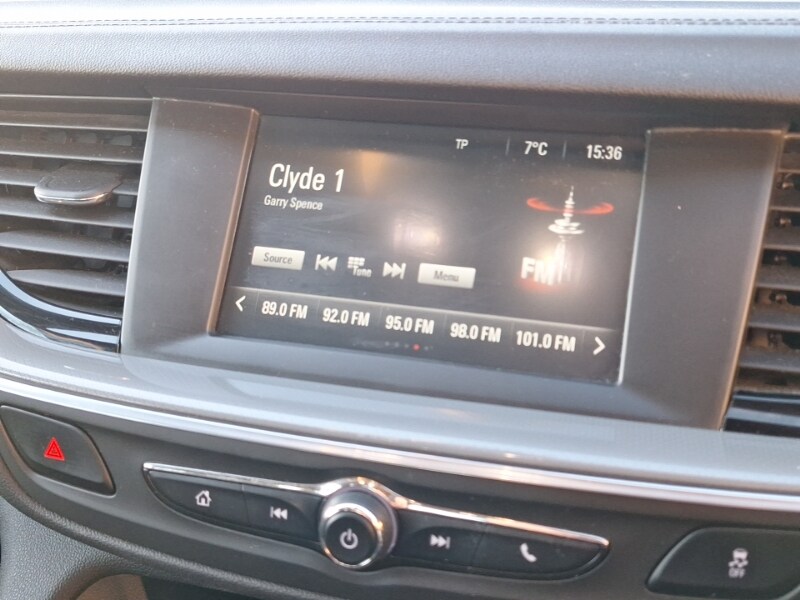 TP 7°C 15:36
Clyde 1
Garry Spence
FM
Source Tune Menu
89.0 FM 92.0 FM 95.0 FM 98.0 FM 101.0 FM
OFF